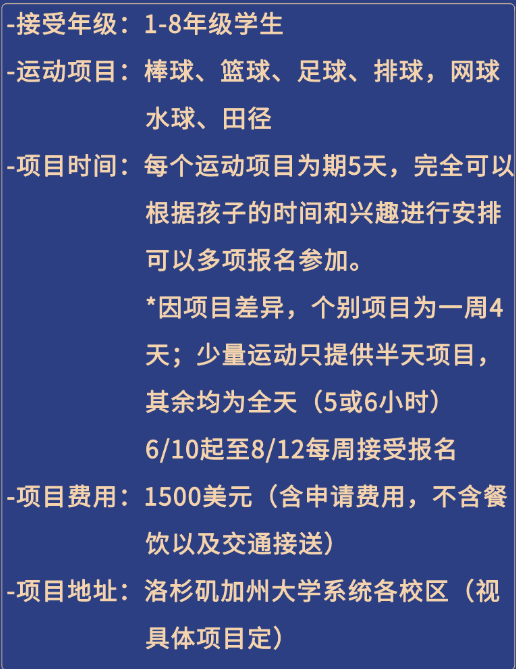 -接受年级：1-8年级学生
-运动项目：棒球、篮球、足球、排球，网球
水球、田径
-项目时间：每个运动项目为期5天，完全可以
根据孩子的时间和兴趣进行安排
可以多项报名参加。
*因项目差异，个别项目为一周4
天；少量运动只提供半天项目，
其余均为全天（5或6小时）
6/10起至8/12每周接受报名
-项目费用：1500美元（含申请费用，不含餐
饮以及交通接送）
-项目地址：洛杉矶加州大学系统各校区（视
具体项目定）